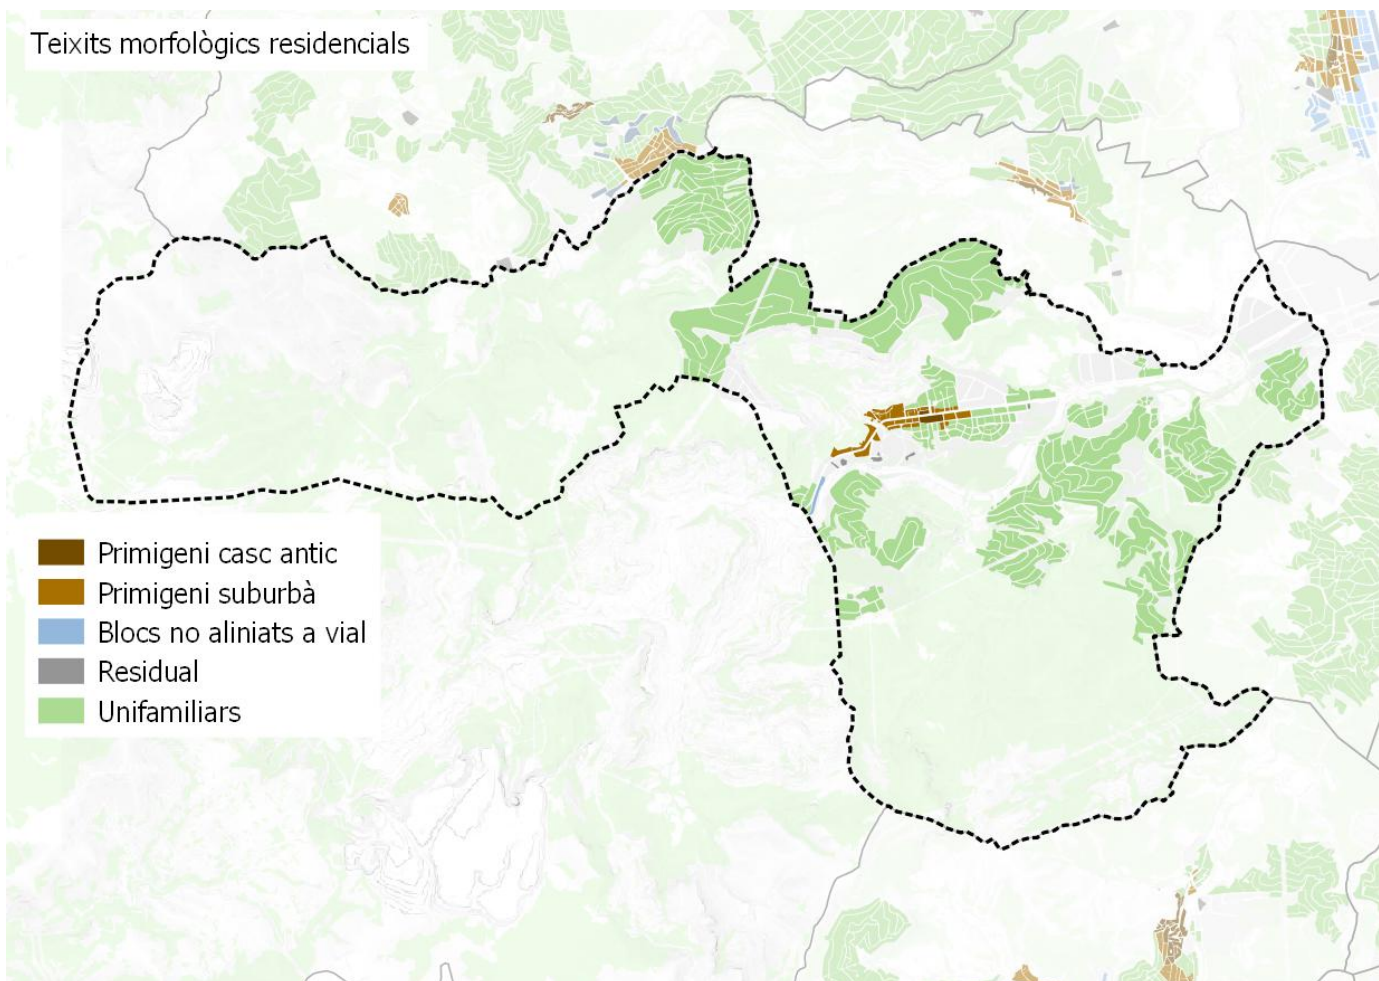 Teixits morfològics residencials
Primigeni casc antic
Primigeni suburbà
Blocs no aliniats a vial
Residual
Unifamiliars